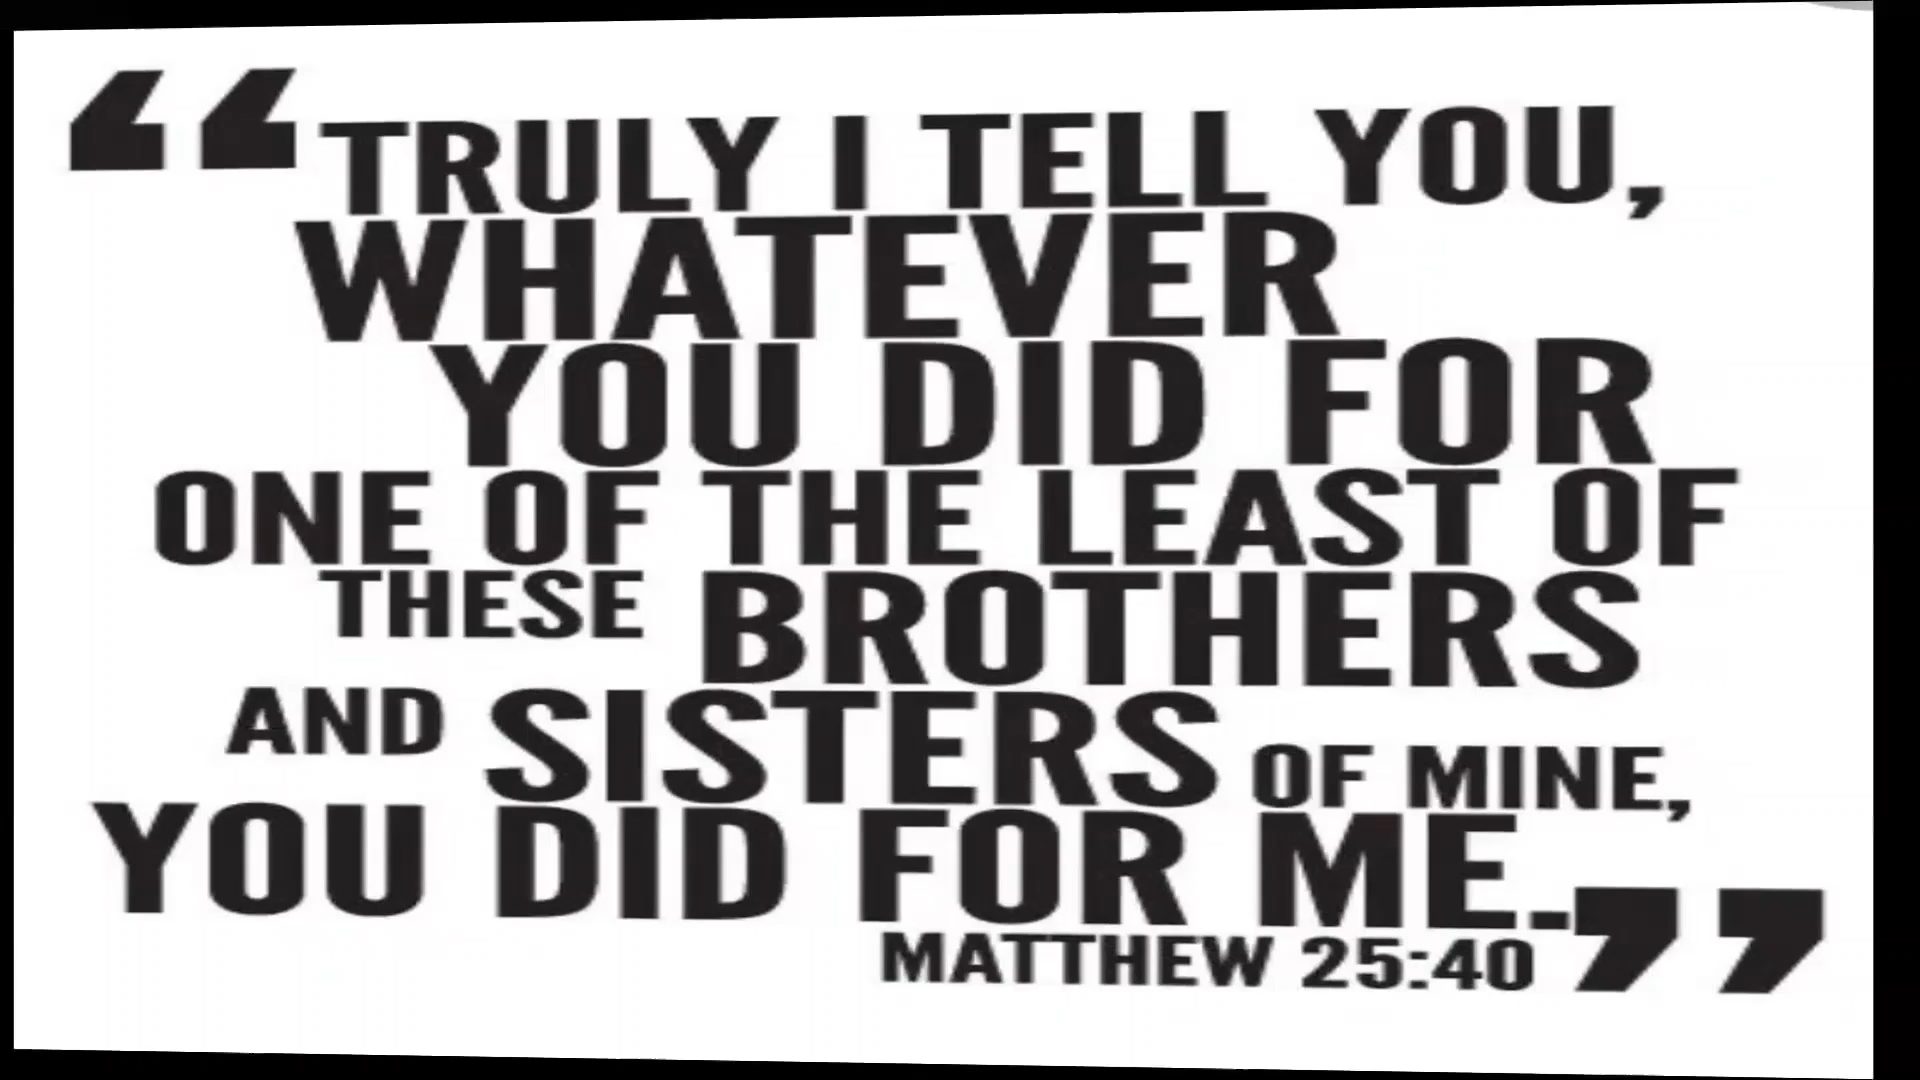 “TRULY I TELL YOU,
WHATEVER
YOU DID FOR
ONE OF THE LEAST OF
THESE BROTHERS
AND SISTERS OF MINE,
YOU DID FOR ME.”
MATTHEW 25:40